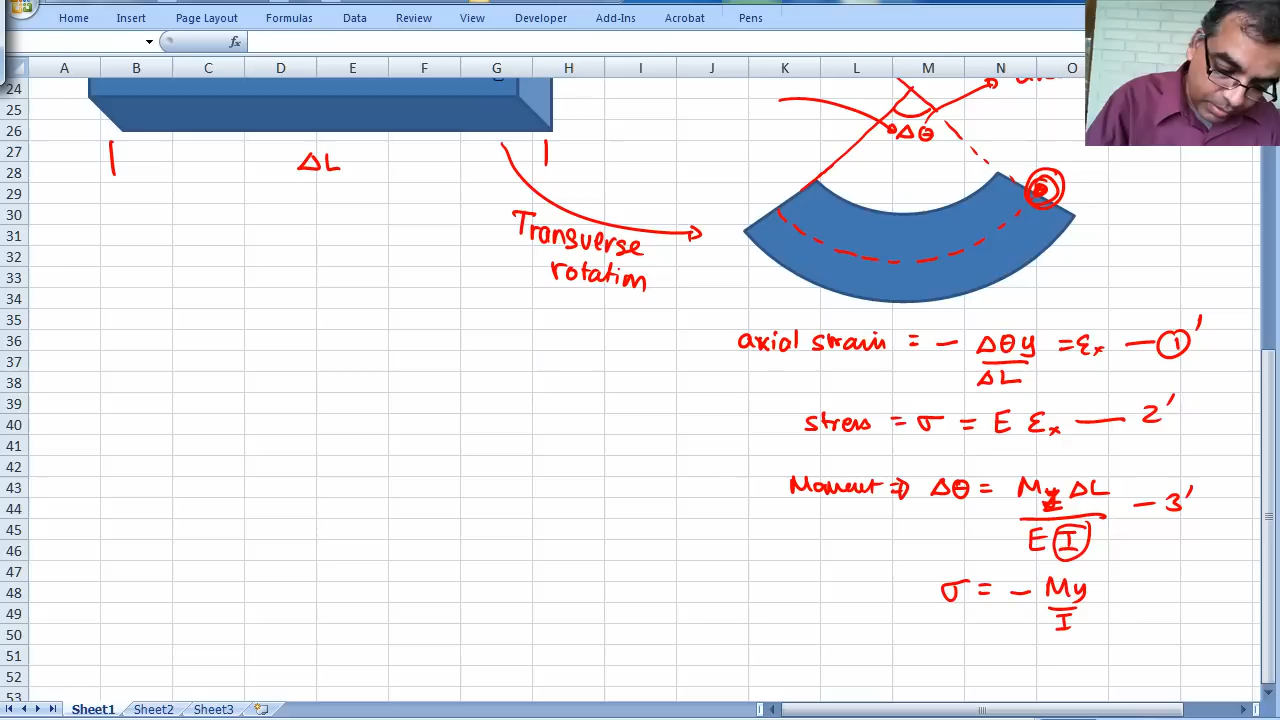 Home Insert Page Layout Formulas Data Review View Developer Add-Ins Acrobat Pens
fx
A B C D E F G H I J K L M N O
24
25
26
27
28
29
30
31
32
33
34
35
36
37
38
39
40
41
42
43
44
45
46
47
48
49
50
51
52
53
Δθ
ΔL
Transverse
rotation
axial strain = - Δθy/ΔL = εx — ①'
stress = σ = E εx — 2'
Moment ⇒ Δθ = M ΔL / E I — 3'
σ = - My/I
Sheet1 Sheet2 Sheet3